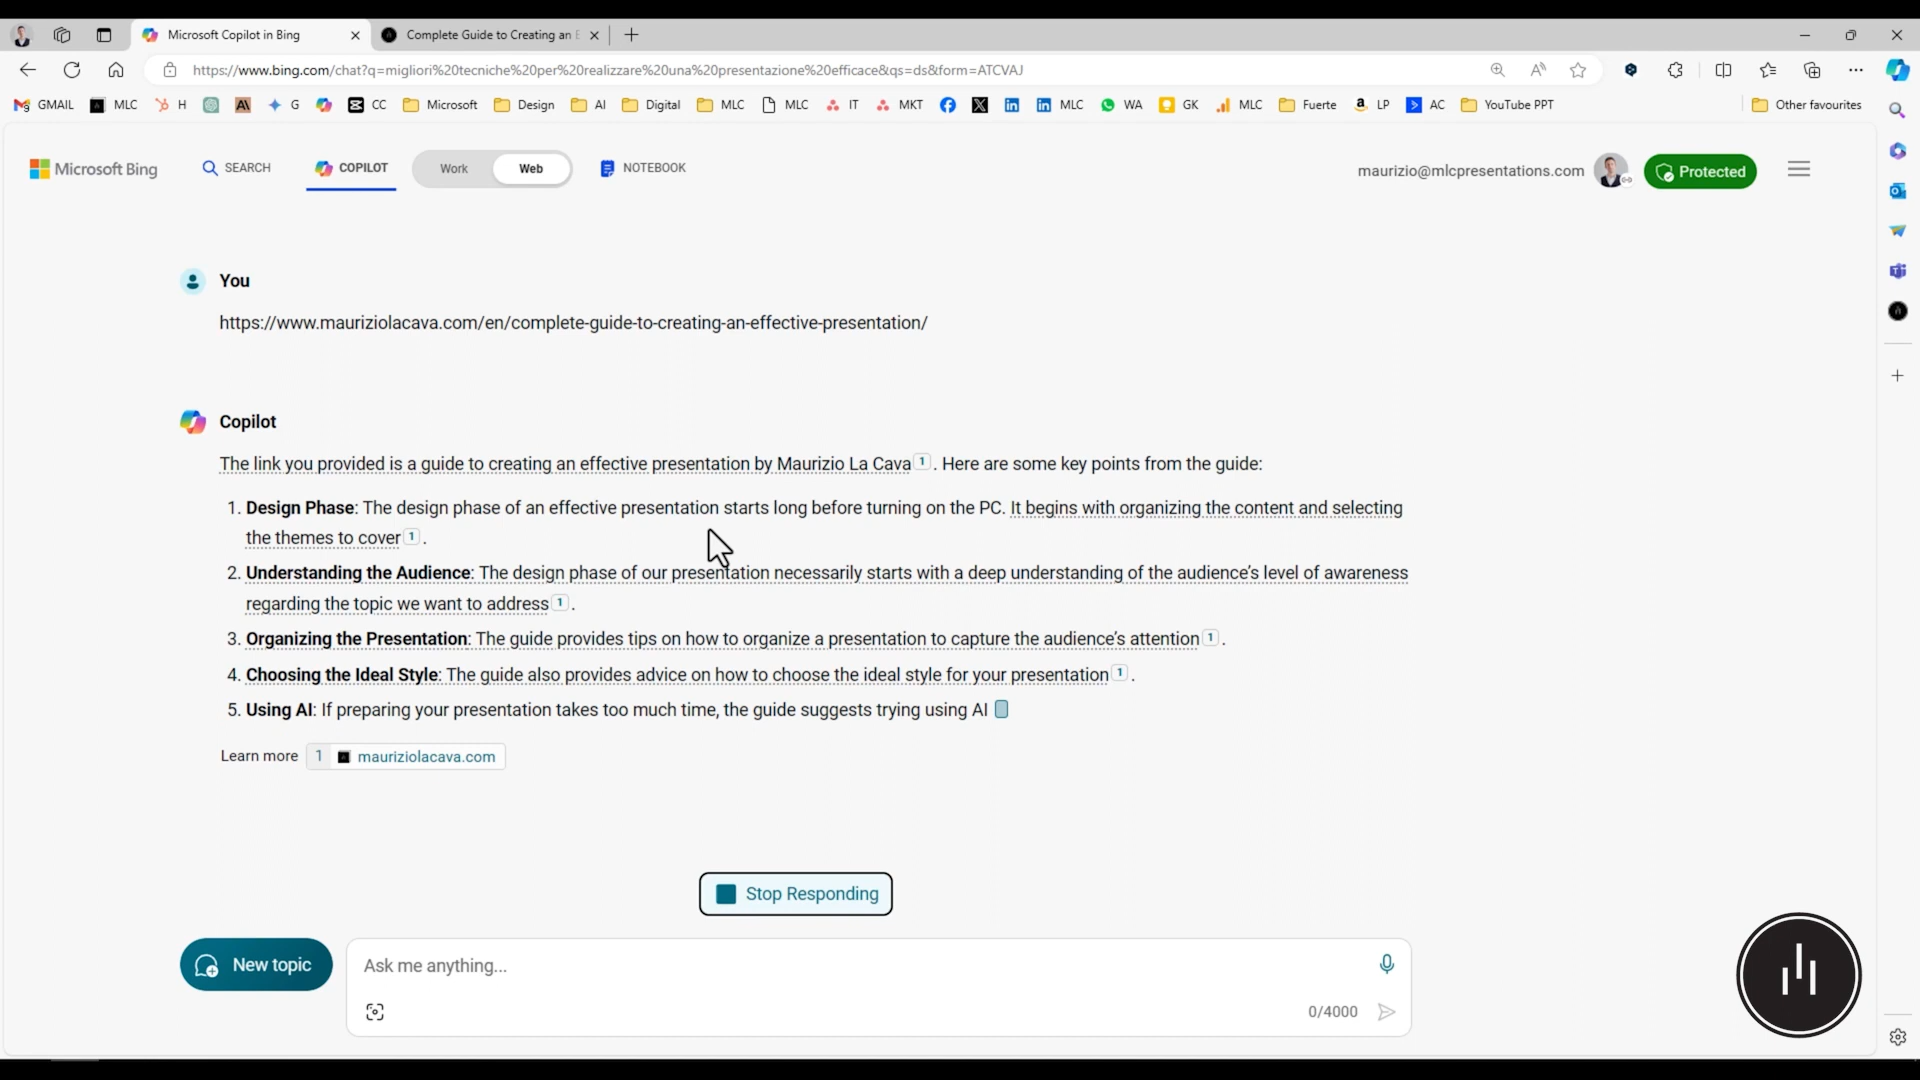 Microsoft Copilot in Bing
Complete Guide to Creating an E
https://www.bing.com/chat?q=migliori%20tecniche%20per%20realizzare%20una%20presentazione%20efficace&qs=ds&form=ATCVAJ
GMAIL MLC H G CC Microsoft Design AI Digital MLC MLC IT MKT MLC WA GK MLC Fuerte LP AC YouTube PPT Other favourites
Microsoft Bing SEARCH COPILOT Work Web NOTEBOOK maurizio@mlcpresentations.com Protected
You
https://www.mauriziolacava.com/en/complete-guide-to-creating-an-effective-presentation/
Copilot
The link you provided is a guide to creating an effective presentation by Maurizio La Cava 1 . Here are some key points from the guide:
1. Design Phase: The design phase of an effective presentation starts long before turning on the PC. It begins with organizing the content and selecting
the themes to cover 1 .
2. Understanding the Audience: The design phase of our presentation necessarily starts with a deep understanding of the audience's level of awareness
regarding the topic we want to address 1 .
3. Organizing the Presentation: The guide provides tips on how to organize a presentation to capture the audience's attention 1 .
4. Choosing the Ideal Style: The guide also provides advice on how to choose the ideal style for your presentation 1 .
5. Using AI: If preparing your presentation takes too much time, the guide suggests trying using AI
Learn more 1 mauriziolacava.com
Stop Responding
New topic
Ask me anything...
0/4000